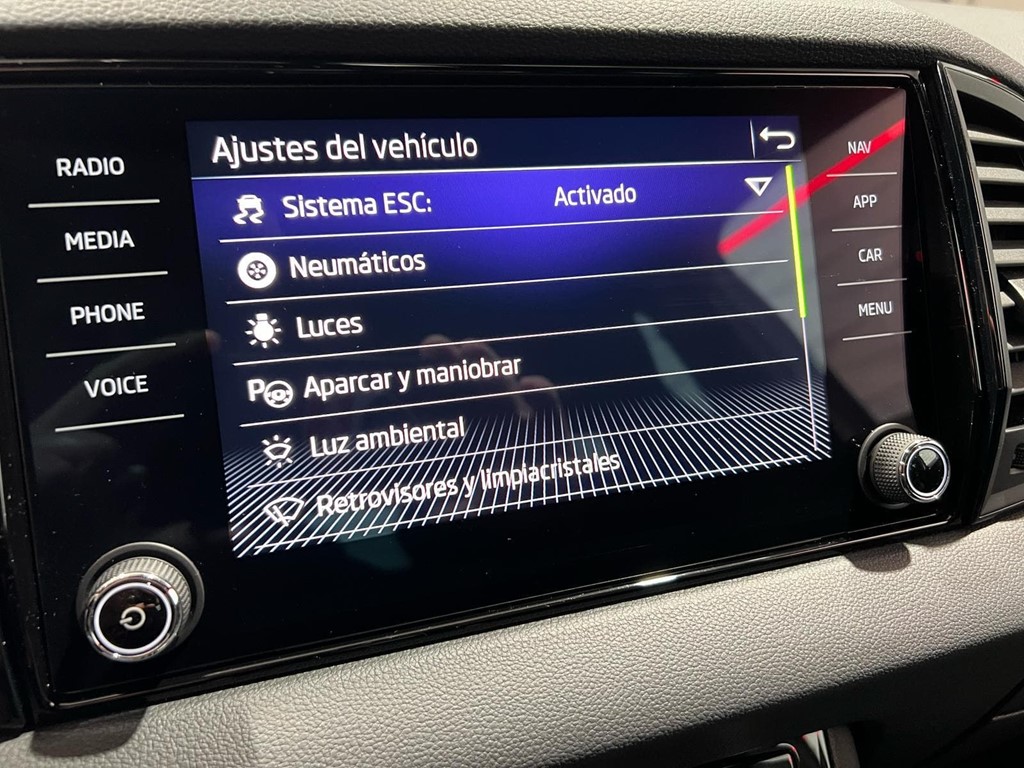 Ajustes del vehículo
Sistema ESC: Activado
Neumáticos
Luces
P Aparcar y maniobrar
Luz ambiental
Retrovisores y limpiacristales
RADIO
MEDIA
PHONE
VOICE
NAV
APP
CAR
MENU